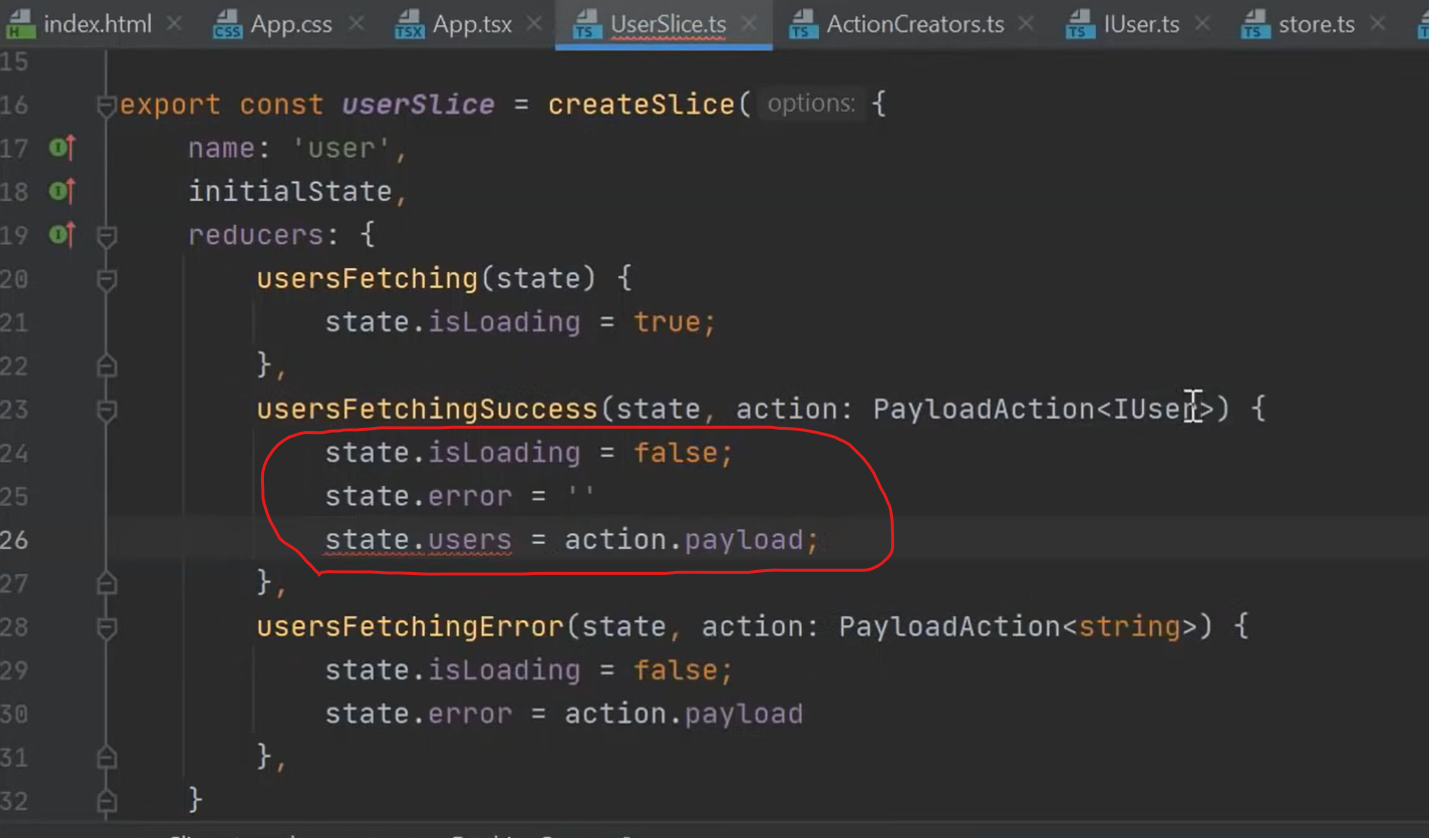 index.html App.css App.tsx UserSlice.ts ActionCreators.ts IUser.ts store.ts
15
16 export const userSlice = createSlice( options: {
17 name: 'user',
18 initialState,
19 reducers: {
20 usersFetching(state) {
21 state.isLoading = true;
22 },
23 usersFetchingSuccess(state, action: PayloadAction<IUser>) {
24 state.isLoading = false;
25 state.error = ''
26 state.users = action.payload;
27 },
28 usersFetchingError(state, action: PayloadAction<string>) {
29 state.isLoading = false;
30 state.error = action.payload
31 },
32 }